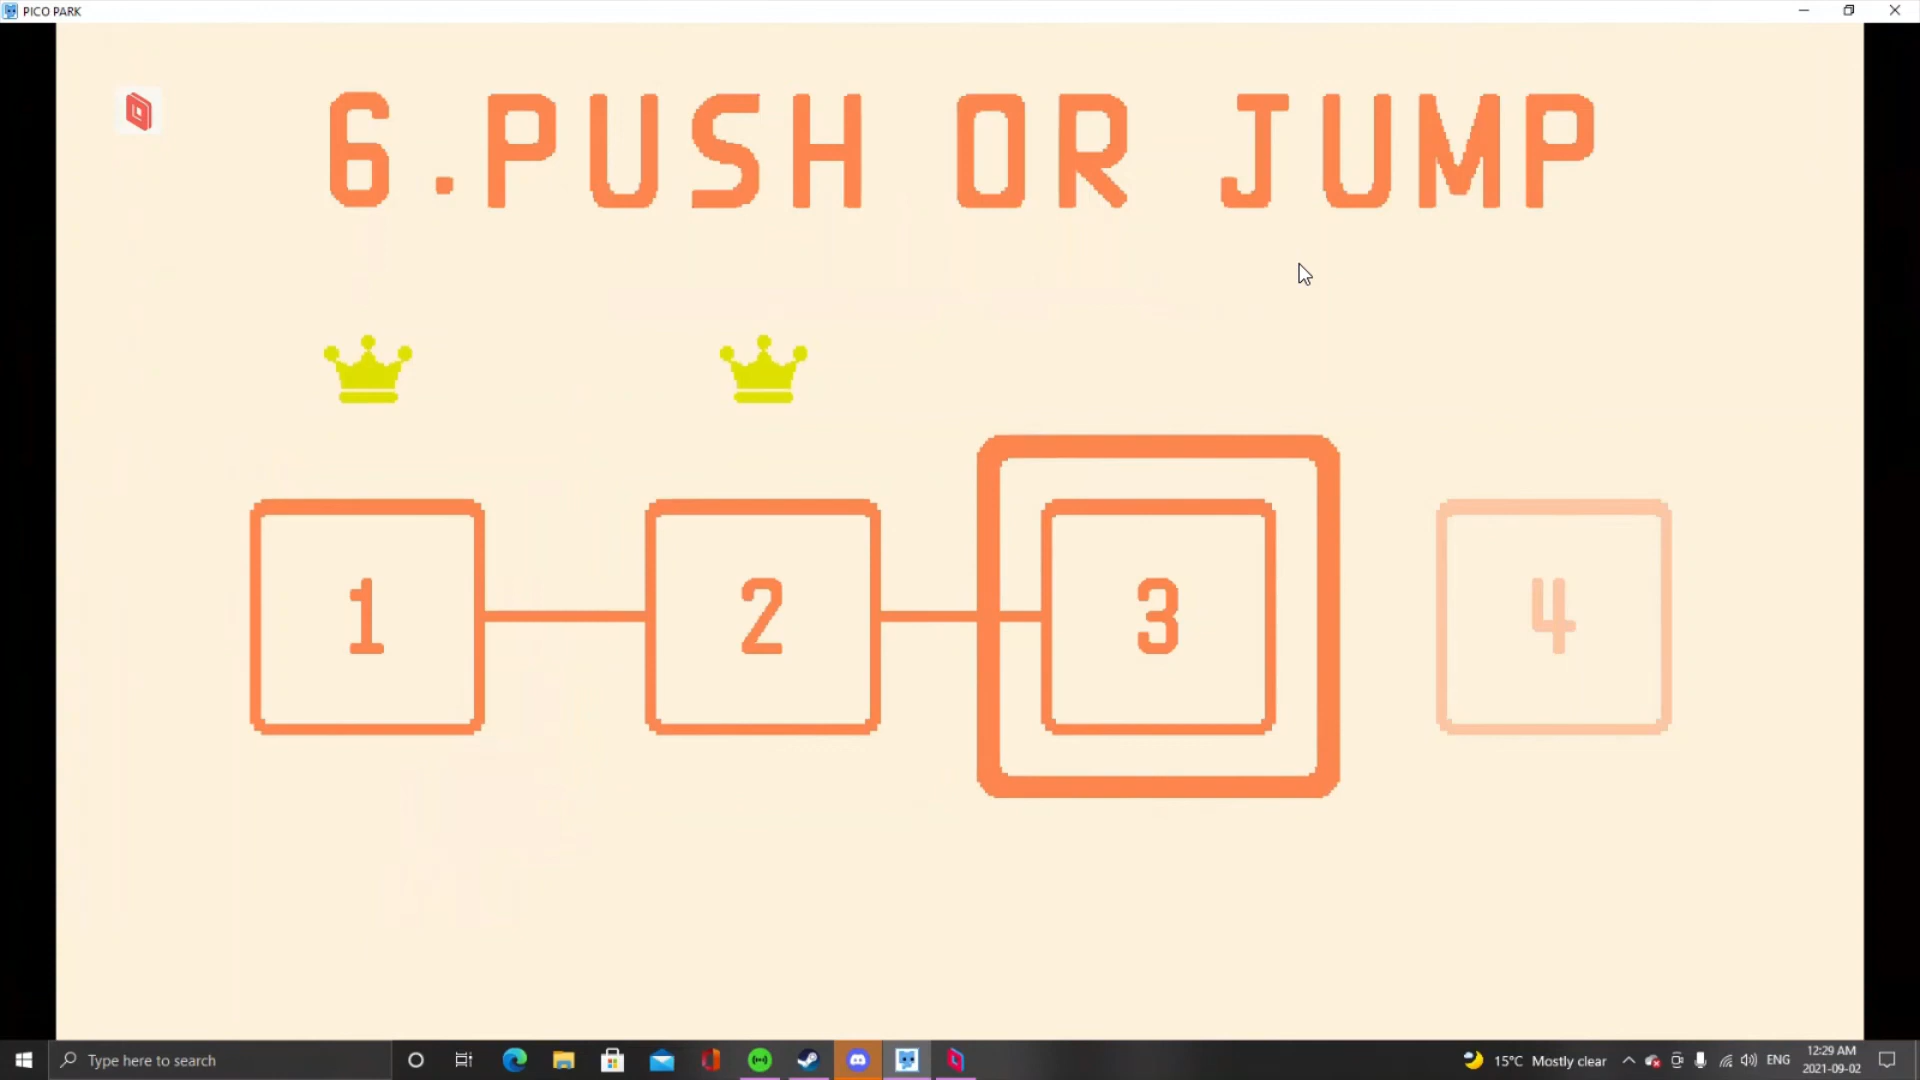 PICO PARK
6.PUSH OR JUMP
1
2
3
4
Type here to search
15°C Mostly clear
ENG
12:29 AM
2021-09-02